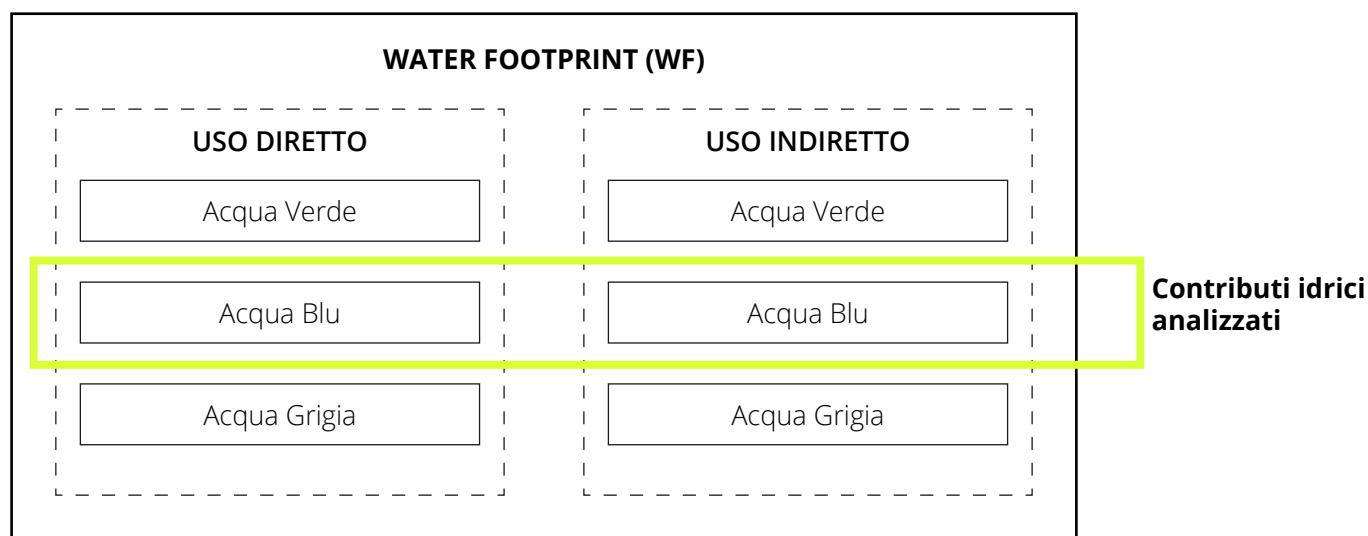 WATER FOOTPRINT (WF)
USO DIRETTO
Acqua Verde
Acqua Blu
Acqua Grigia
USO INDIRETTO
Acqua Verde
Acqua Blu
Acqua Grigia
Contributi idrici
analizzati